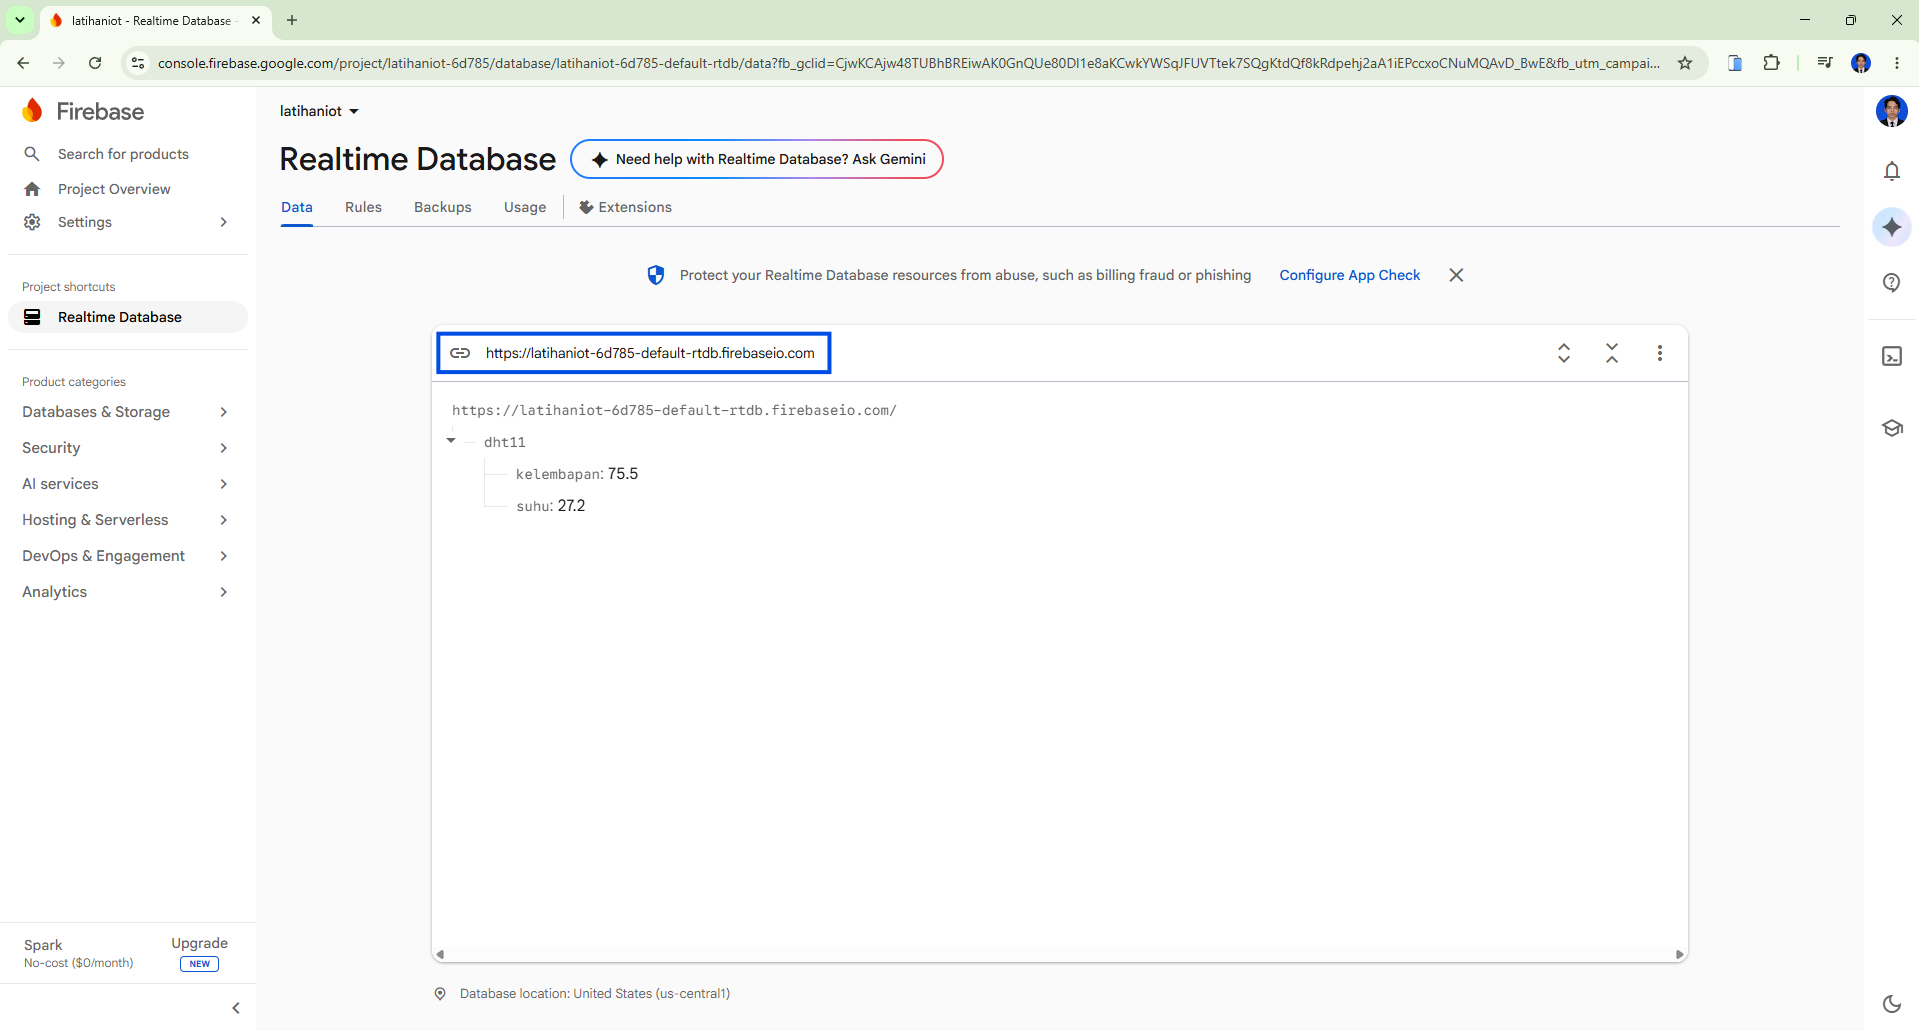 latihaniot - Realtime Database
console.firebase.google.com/project/latihaniot-6d785/database/latihaniot-6d785-default-rtdb/data?fb_gclid=CjwKCAjw48TUBhBREiwAK0GnQUe80DI1e8aKCwkYWSqJFUVTtek7SQgKtdQf8kRdpehj2aA1iEPccxoCNuMQAvD_BwE&fb_utm_campai...
Firebase
Search for products
Project Overview
Settings
Project shortcuts
Realtime Database
Product categories
Databases & Storage
Security
AI services
Hosting & Serverless
DevOps & Engagement
Analytics
Spark
No-cost ($0/month)
Upgrade
NEW
latihaniot
Realtime Database
Need help with Realtime Database? Ask Gemini
Data Rules Backups Usage Extensions
Protect your Realtime Database resources from abuse, such as billing fraud or phishing Configure App Check
https://latihaniot-6d785-default-rtdb.firebaseio.com
https://latihaniot-6d785-default-rtdb.firebaseio.com/
dht11
kelembapan: 75.5
suhu: 27.2
Database location: United States (us-central1)